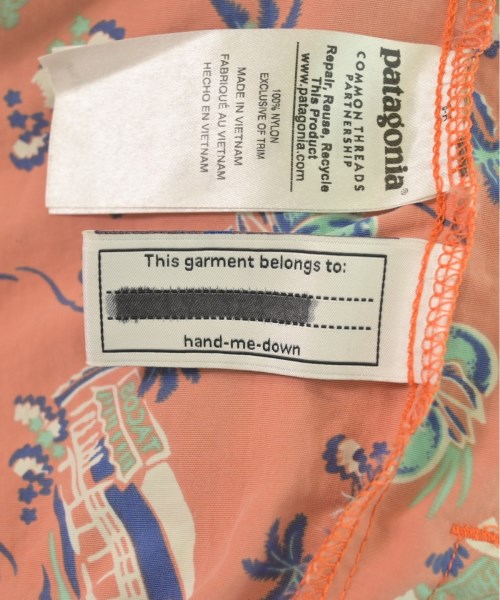 patagonia®
COMMON THREADS
PARTNERSHIP
Repair, Reuse, Recycle
This Product
www.patagonia.com
100% NYLON
EXCLUSIVE OF TRIM
MADE IN VIETNAM
FABRIQUÉ AU VIETNAM
HECHO EN VIETNAM
This garment belongs to:
hand-me-down
TACOS